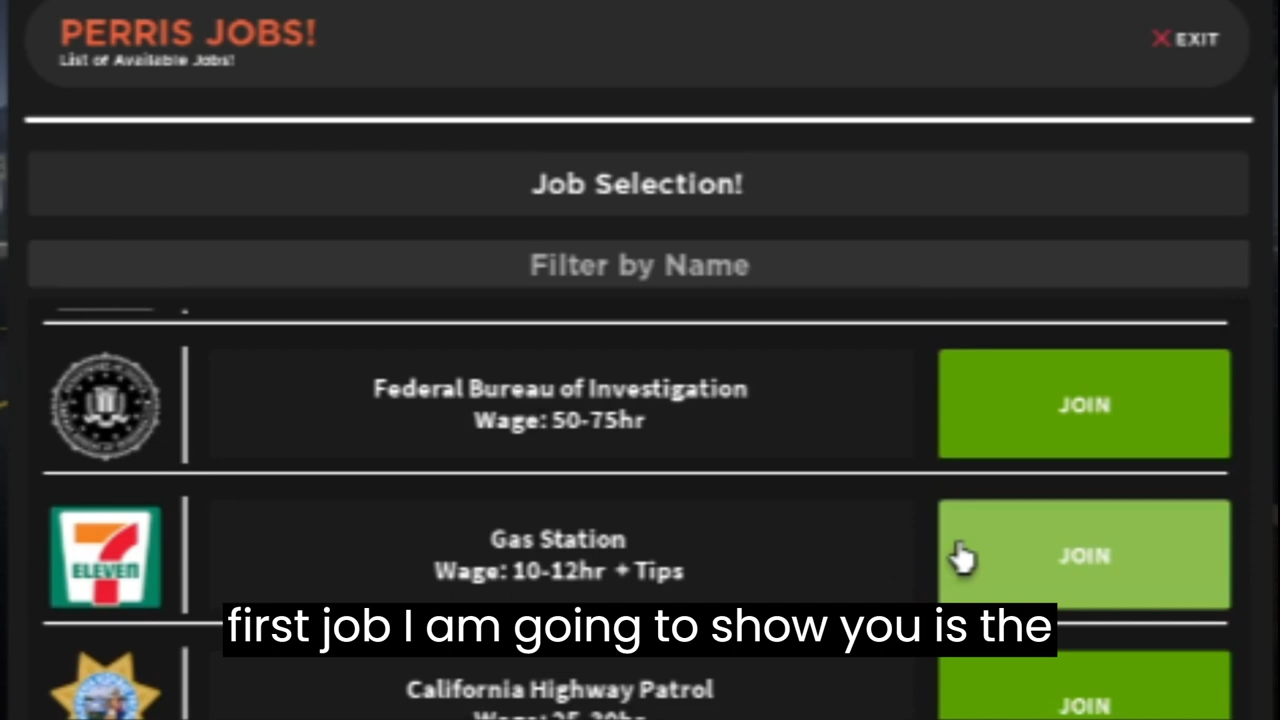 PERRIS JOBS!
List of Available Jobs!
EXIT
Job Selection!
Filter by Name
Federal Bureau of Investigation
Wage: 50-75hr
JOIN
7
ELEVEN
Gas Station
Wage: 10-12hr + Tips
JOIN
first job I am going to show you is the
California Highway Patrol
JOIN